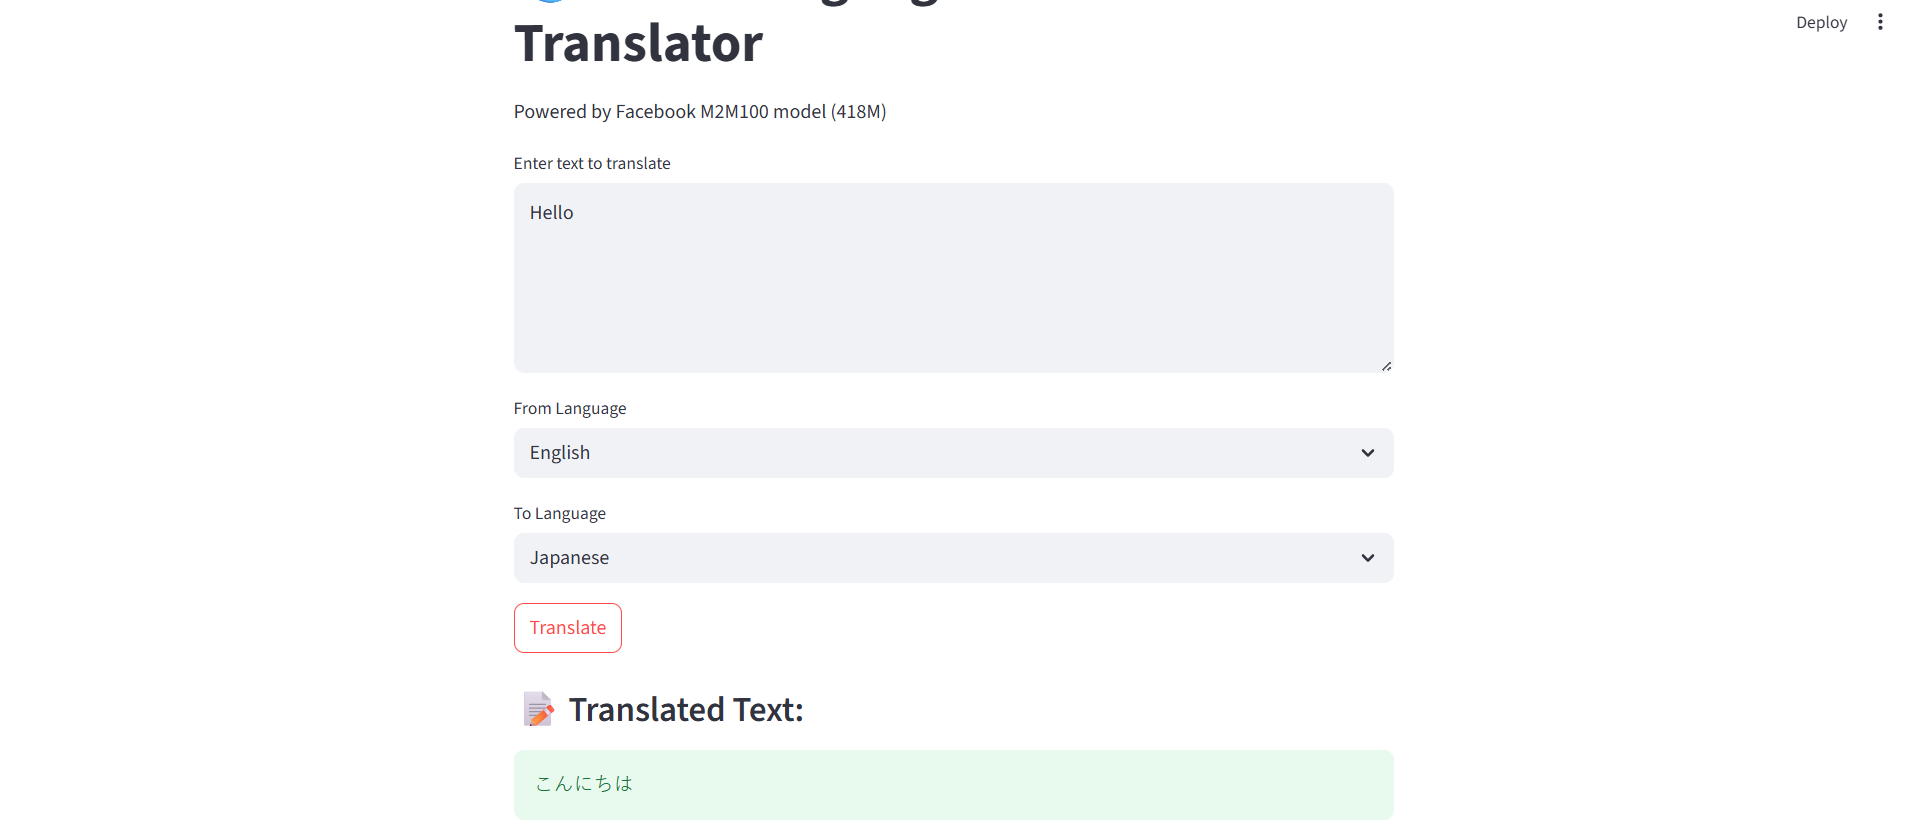 Deploy
Translator
Powered by Facebook M2M100 model (418M)
Enter text to translate
Hello
From Language
English
To Language
Japanese
Translate
Translated Text:
こんにちは